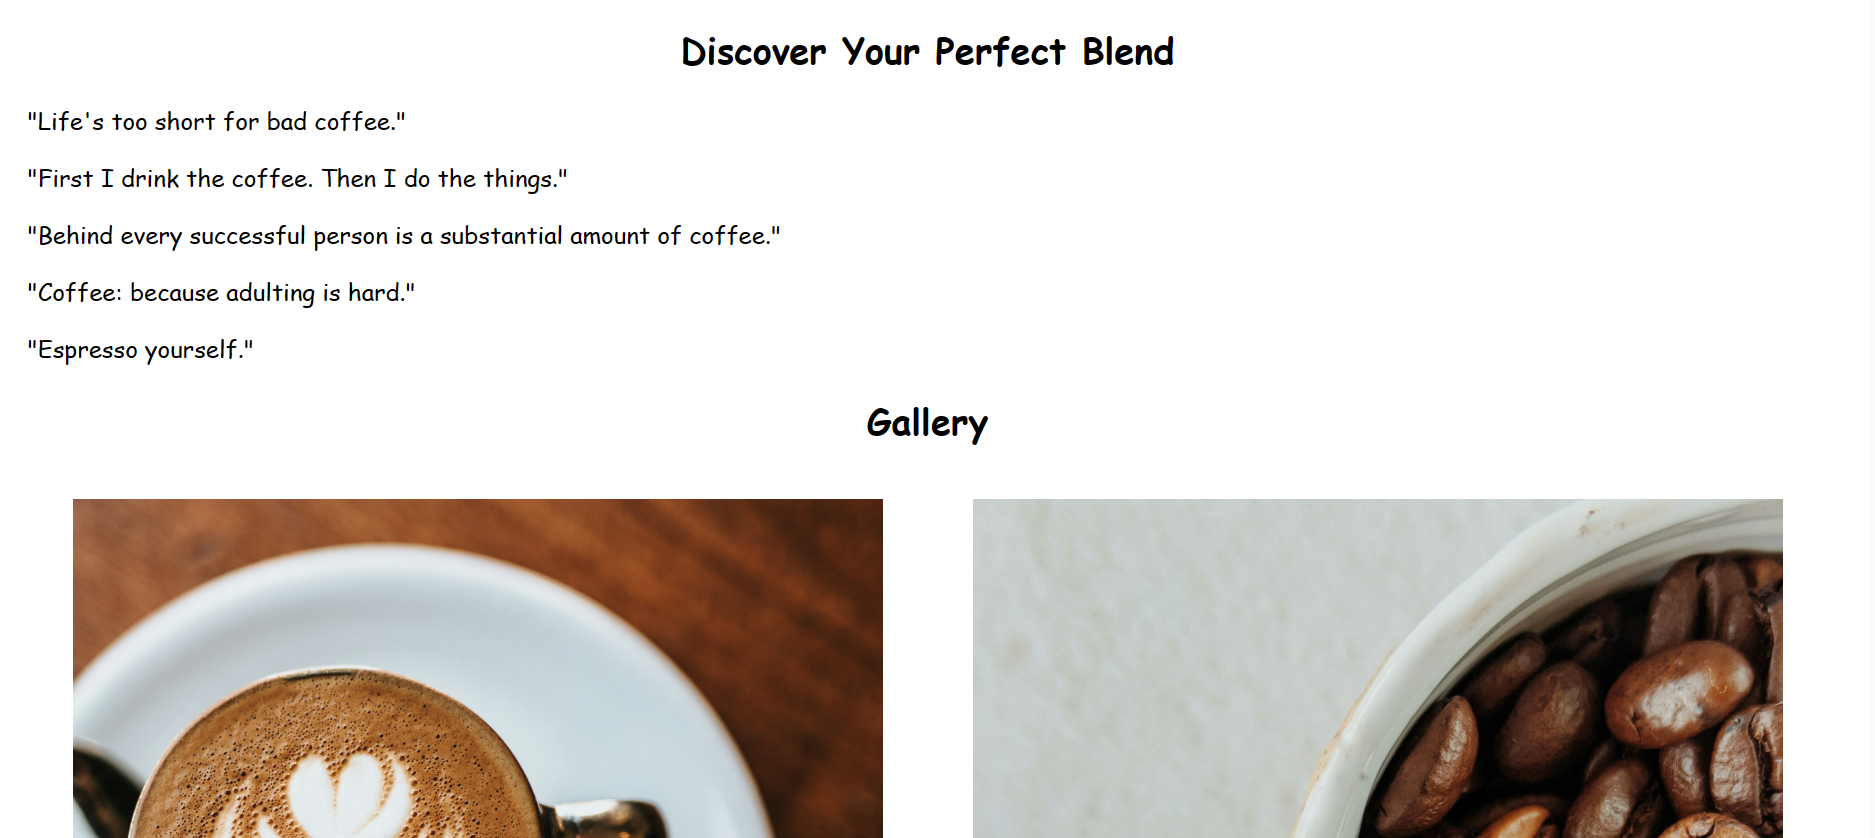 Discover Your Perfect Blend
"Life's too short for bad coffee."
"First I drink the coffee. Then I do the things."
"Behind every successful person is a substantial amount of coffee."
"Coffee: because adulting is hard."
"Espresso yourself."
Gallery